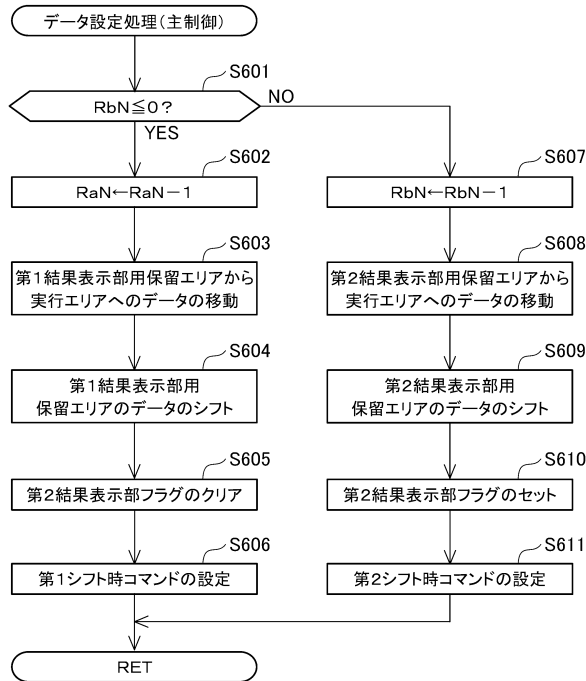 データ設定処理(主制御)
S601
RbN≦0?
NO
YES
S602
RaN←RaN−1
S603
第1結果表示部用保留エリアから
実行エリアへのデータの移動
S604
第1結果表示部用
保留エリアのデータのシフト
S605
第2結果表示部フラグのクリア
S606
第1シフト時コマンドの設定
S607
RbN←RbN−1
S608
第2結果表示部用保留エリアから
実行エリアへのデータの移動
S609
第2結果表示部用
保留エリアのデータのシフト
S610
第2結果表示部フラグのセット
S611
第2シフト時コマンドの設定
RET